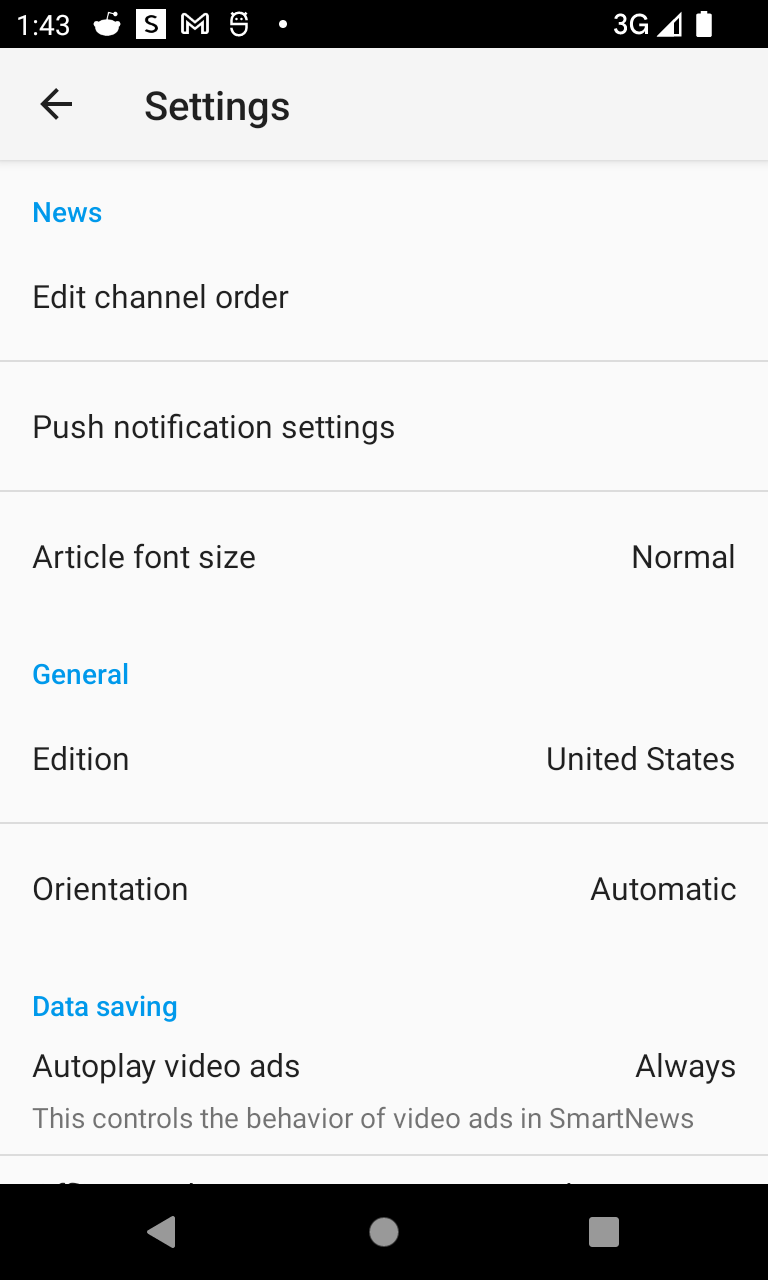 1:43
S
3G
Settings
News
Edit channel order
Push notification settings
Article font size Normal
General
Edition United States
Orientation Automatic
Data saving
Autoplay video ads Always
This controls the behavior of video ads in SmartNews